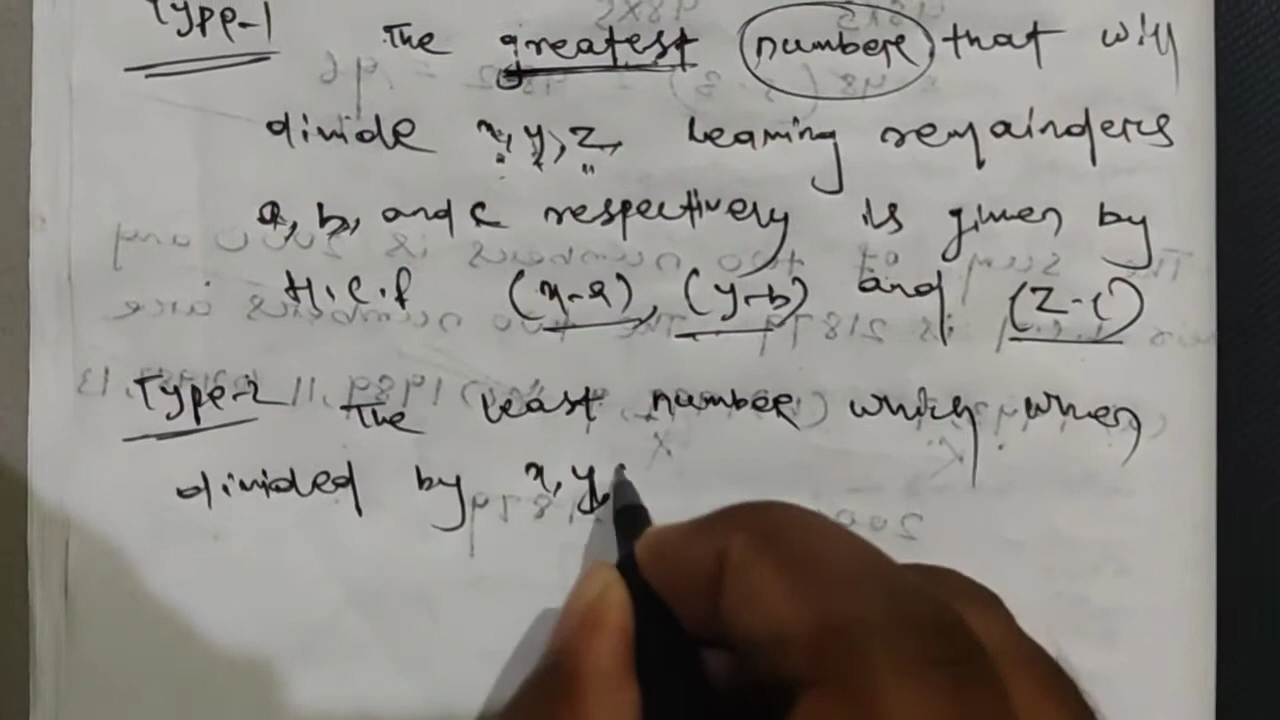 Type-1 The greatest number that will
divide x, y, z, leaving remainders
a, b, and c respectively is given by
H.C.f (x-a), (y-b) and (z-c)
Type-2 The least number which when
divided by x, y,